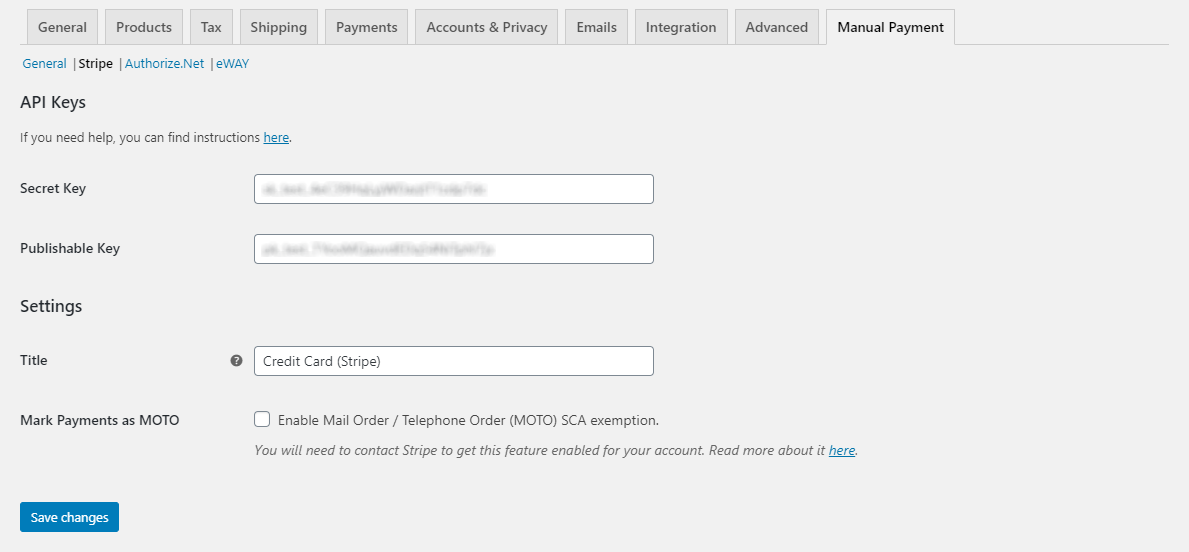 General Products Tax Shipping Payments Accounts & Privacy Emails Integration Advanced Manual Payment
General | Stripe | Authorize.Net | eWAY
API Keys
If you need help, you can find instructions here.
Secret Key
Publishable Key
Settings
Title ? Credit Card (Stripe)
Mark Payments as MOTO Enable Mail Order / Telephone Order (MOTO) SCA exemption.
You will need to contact Stripe to get this feature enabled for your account. Read more about it here.
Save changes